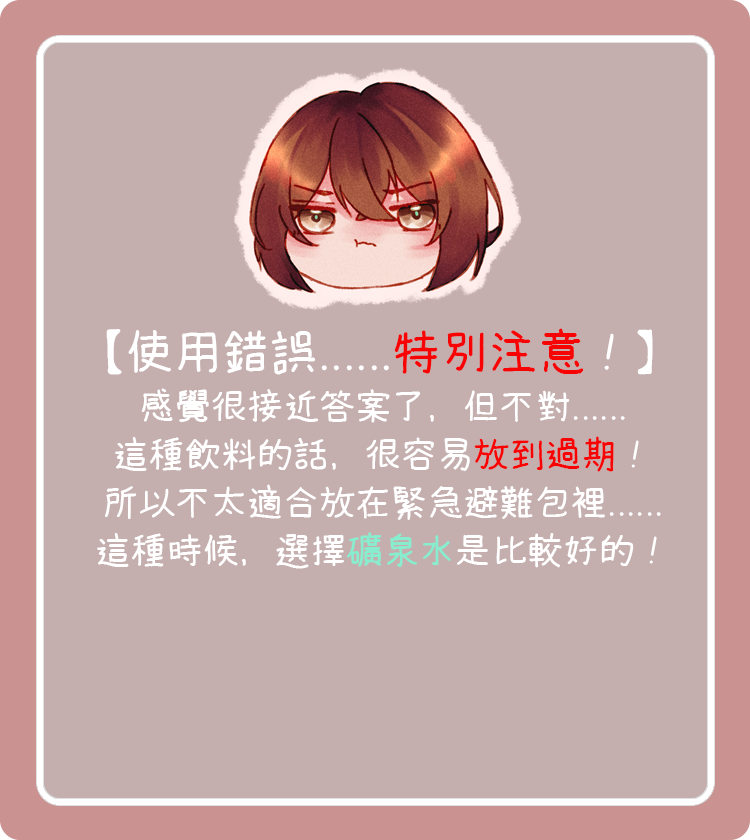 【使用錯誤......特別注意！】
感覺很接近答案了，但不對......
這種飲料的話，很容易放到過期！
所以不太適合放在緊急避難包裡......
這種時候，選擇礦泉水是比較好的！